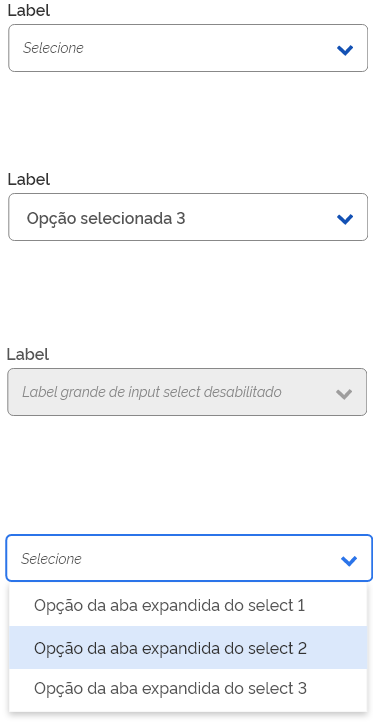 Label
Selecione
Label
Opção selecionada 3
Label
Label grande de input select desabilitado
Selecione
Opção da aba expandida do select 1
Opção da aba expandida do select 2
Opção da aba expandida do select 3